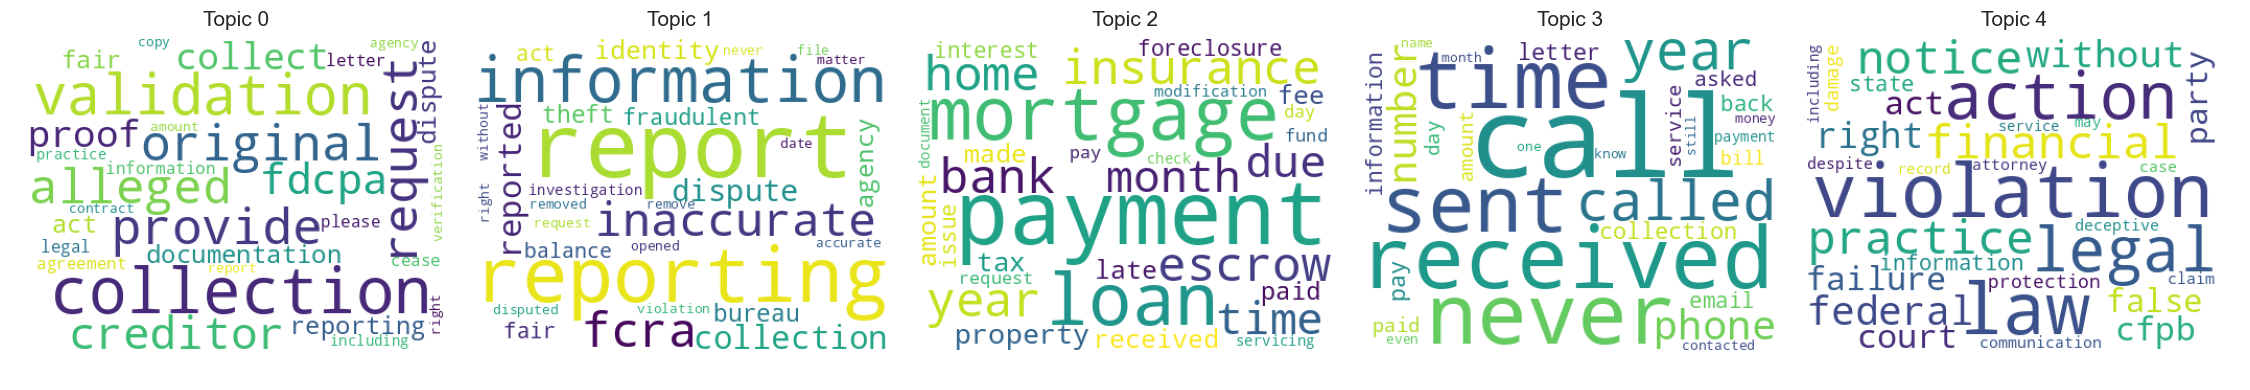 Topic 0
copy
agency
fair
collect
letter
dispute
validation
request
proof
amount
original
practice
information
verification
alleged
fdcpa
contract
act
provide
please
legal
documentation
agreement
report
cease
collection
right
creditor
reporting
including
Topic 1
act
identity
never
file
matter
information
theft
fraudulent
without
reported
report
date
agency
right
investigation
dispute
removed
remove
request
inaccurate
balance
opened
accurate
reporting
disputed
violation
bureau
fair
fcra
collection
Topic 2
interest
foreclosure
home
insurance
modification
fee
day
document
mortgage
fund
made
pay
check
due
bank
month
amount
issue
payment
tax
late
escrow
request
paid
year
loan
time
property
received
servicing
Topic 3
name
month
letter
year
information
number
time
asked
day
amount
call
service
back
money
still
payment
one
know
bill
sent
called
collection
pay
received
email
paid
even
never
phone
contacted
Topic 4
including
damage
notice
without
state
act
action
party
right
service
may
financial
despite
record
attorney
case
violation
deceptive
practice
legal
information
failure
protection
claim
federal
law
false
court
communication
cfpb